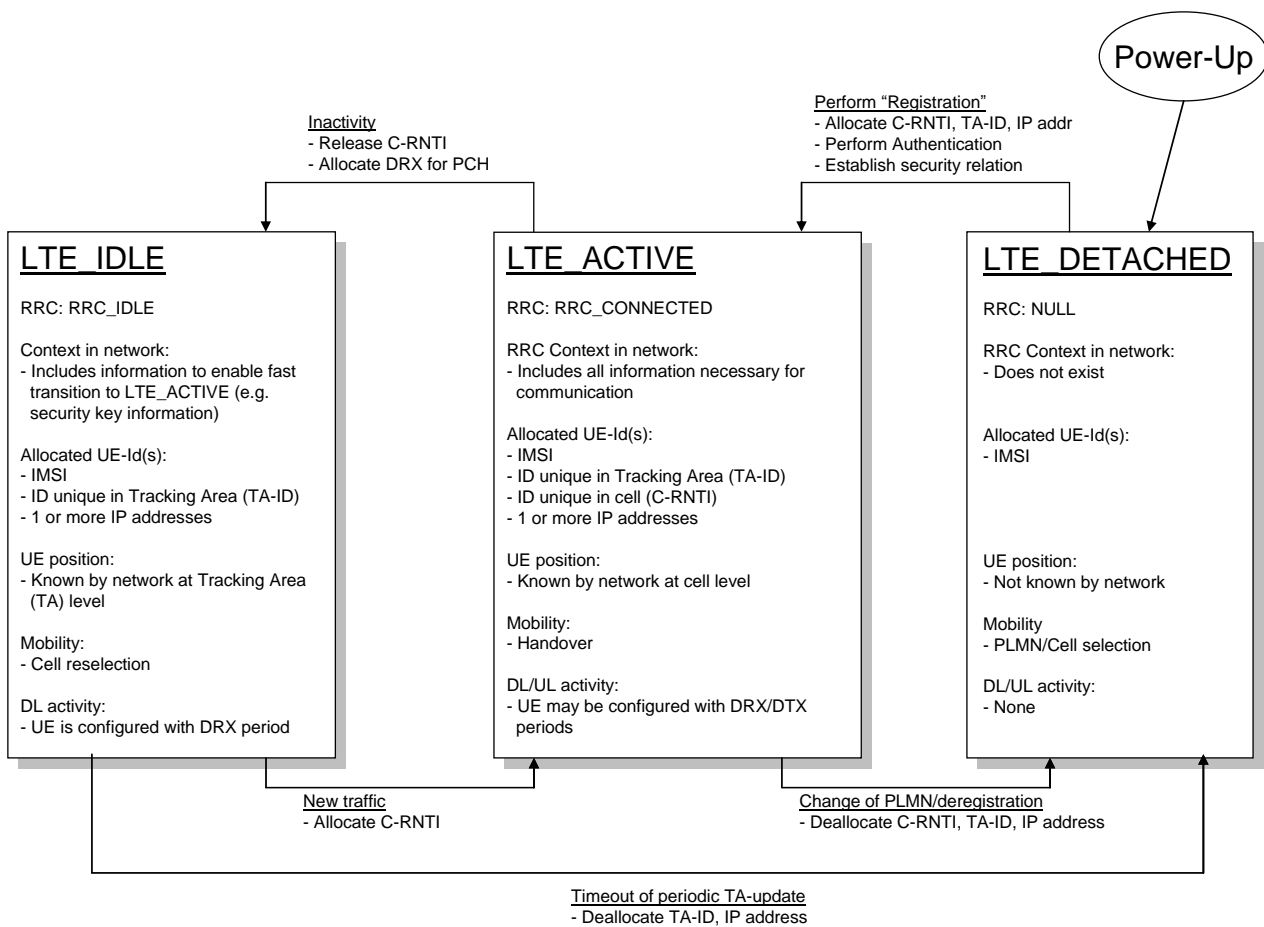 Power-Up
Inactivity
- Release C-RNTI
- Allocate DRX for PCH
Perform “Registration”
- Allocate C-RNTI, TA-ID, IP addr
- Perform Authentication
- Establish security relation
LTE_IDLE
RRC: RRC_IDLE
Context in network:
- Includes information to enable fast
transition to LTE_ACTIVE (e.g.
security key information)
Allocated UE-Id(s):
- IMSI
- ID unique in Tracking Area (TA-ID)
- 1 or more IP addresses
UE position:
- Known by network at Tracking Area
(TA) level
Mobility:
- Cell reselection
DL activity:
- UE is configured with DRX period
LTE_ACTIVE
RRC: RRC_CONNECTED
RRC Context in network:
- Includes all information necessary for
communication
Allocated UE-Id(s):
- IMSI
- ID unique in Tracking Area (TA-ID)
- ID unique in cell (C-RNTI)
- 1 or more IP addresses
UE position:
- Known by network at cell level
Mobility:
- Handover
DL/UL activity:
- UE may be configured with DRX/DTX
periods
LTE_DETACHED
RRC: NULL
RRC Context in network:
- Does not exist
Allocated UE-Id(s):
- IMSI
UE position:
- Not known by network
Mobility
- PLMN/Cell selection
DL/UL activity:
- None
New traffic
- Allocate C-RNTI
Change of PLMN/deregistration
- Deallocate C-RNTI, TA-ID, IP address
Timeout of periodic TA-update
- Deallocate TA-ID, IP address